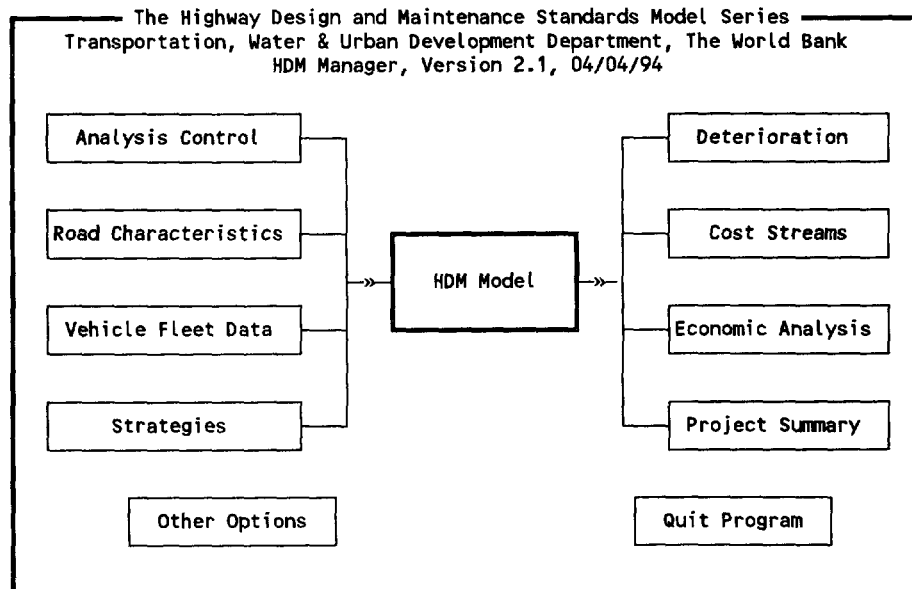 The Highway Design and Maintenance Standards Model Series
Transportation, Water & Urban Development Department, The World Bank
HDM Manager, Version 2.1, 04/04/94
Analysis Control
Road Characteristics
Vehicle Fleet Data
Strategies
HDM Model
Deterioration
Cost Streams
Economic Analysis
Project Summary
Other Options
Quit Program